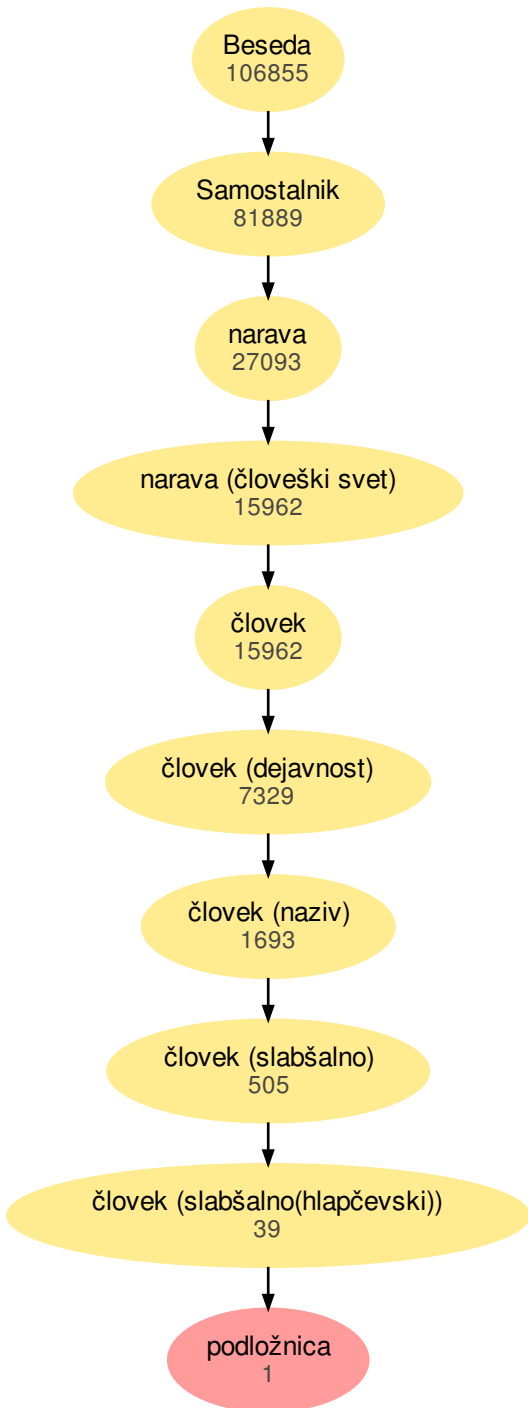 Beseda
106855
Samostalnik
81889
narava
27093
narava (človeški svet)
15962
človek
15962
človek (dejavnost)
7329
človek (naziv)
1693
človek (slabšalno)
505
človek (slabšalno(hlapčevski))
39
podložnica
1